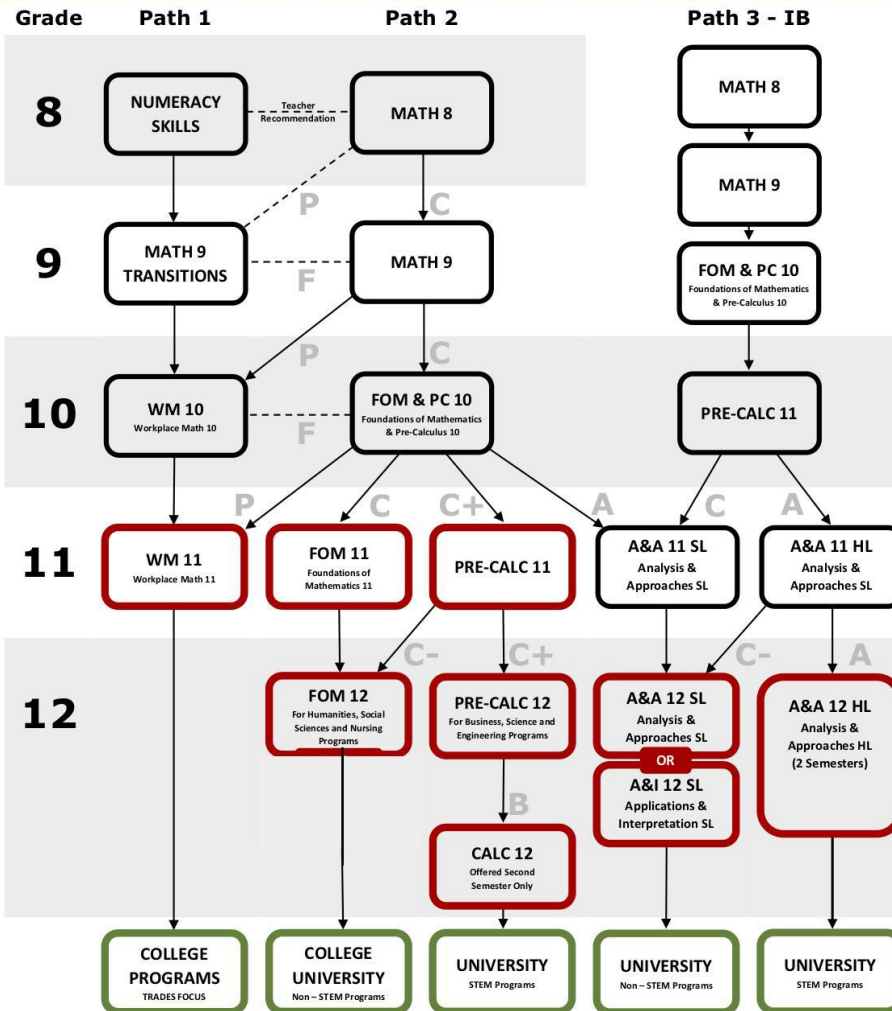 Grade Path 1 Path 2 Path 3 - IB
8
NUMERACY
SKILLS
Teacher
Recommendation
MATH 8
MATH 8
P
C
MATH 9
9
MATH 9
TRANSITIONS
F
MATH 9
FOM & PC 10
Foundations of Mathematics
& Pre-Calculus 10
P
C
10
WM 10
Workplace Math 10
F
FOM & PC 10
Foundations of Mathematics
& Pre-Calculus 10
PRE-CALC 11
P
C
C+
A
C
A
11
WM 11
Workplace Math 11
FOM 11
Foundations of
Mathematics 11
PRE-CALC 11
A&A 11 SL
Analysis &
Approaches SL
A&A 11 HL
Analysis &
Approaches SL
C-
C+
C-
A
12
FOM 12
For Humanities, Social
Sciences and Nursing
Programs
PRE-CALC 12
For Business, Science and
Engineering Programs
A&A 12 SL
Analysis &
Approaches SL
OR
A&I 12 SL
Applications &
Interpretation SL
A&A 12 HL
Analysis &
Approaches HL
(2 Semesters)
B
CALC 12
Offered Second
Semester Only
COLLEGE
PROGRAMS
TRADES FOCUS
COLLEGE
UNIVERSITY
Non – STEM Programs
UNIVERSITY
STEM Programs
UNIVERSITY
Non – STEM Programs
UNIVERSITY
STEM Programs